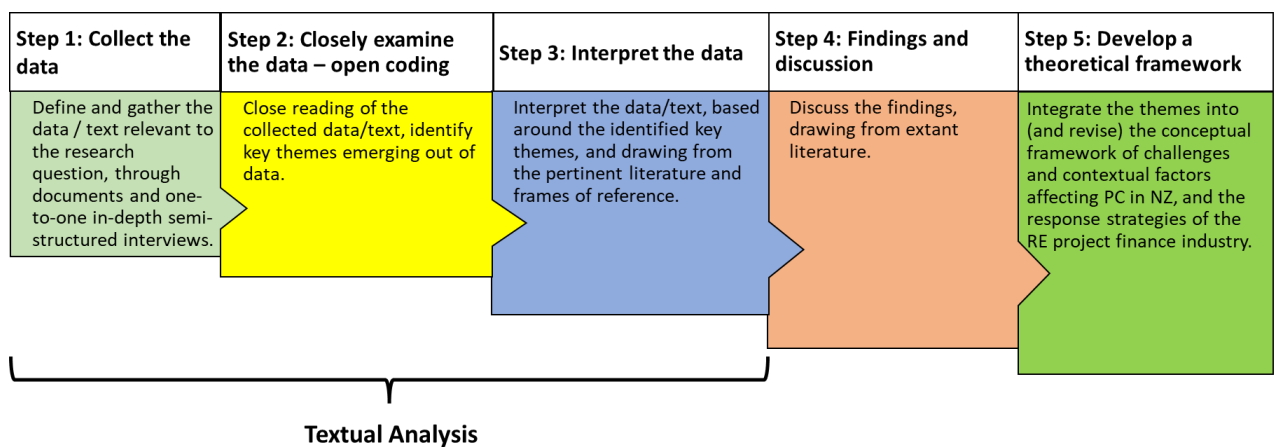 Step 1: Collect the
data
Define and gather the
data / text relevant to
the research
question, through
documents and one-
to-one in-depth semi-
structured interviews.
Step 2: Closely examine
the data – open coding
Close reading of the
collected data/text, identify
key themes emerging out of
data.
Step 3: Interpret the data
Interpret the data/text, based
around the identified key
themes, and drawing from
the pertinent literature and
frames of reference.
Step 4: Findings and
discussion
Discuss the findings,
drawing from extant
literature.
Step 5: Develop a
theoretical framework
Integrate the themes into
(and revise) the conceptual
framework of challenges
and contextual factors
affecting PC in NZ, and the
response strategies of the
RE project finance industry.
Textual Analysis